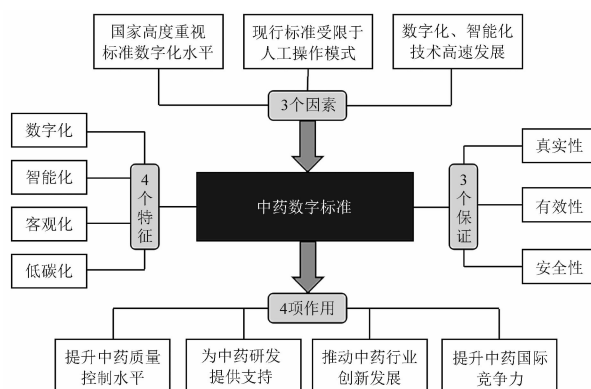 国家高度重视
标准数字化水平
现行标准受限于
人工操作模式
数字化、智能化
技术高速发展
3个因素
数字化
智能化
客观化
低碳化
4个特征
中药数字标准
3个保证
真实性
有效性
安全性
4项作用
提升中药质量
控制水平
为中药研发
提供支持
推动中药行业
创新发展
提升中药国际
竞争力